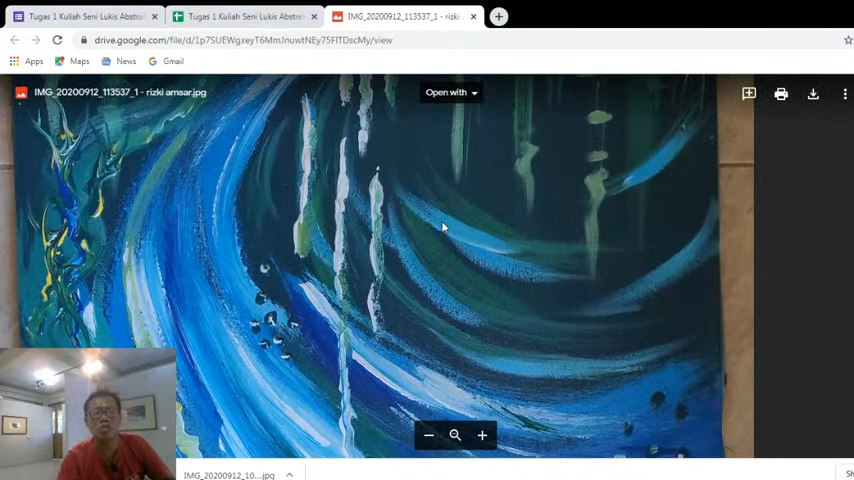 Tugas 1 Kuliah Seni Lukis Abstra
Tugas 1 Kuliah Seni Lukis Abstra
IMG_20200912_113537_1 - rizki
drive.google.com/file/d/1p7SUEWgxeyT6MmJnuwtNEy75FITDscMy/view
Apps
Maps
News
Gmail
IMG_20200912_113537_1 - rizki amsar.jpg
Open with
IMG_20200912_10....jpg